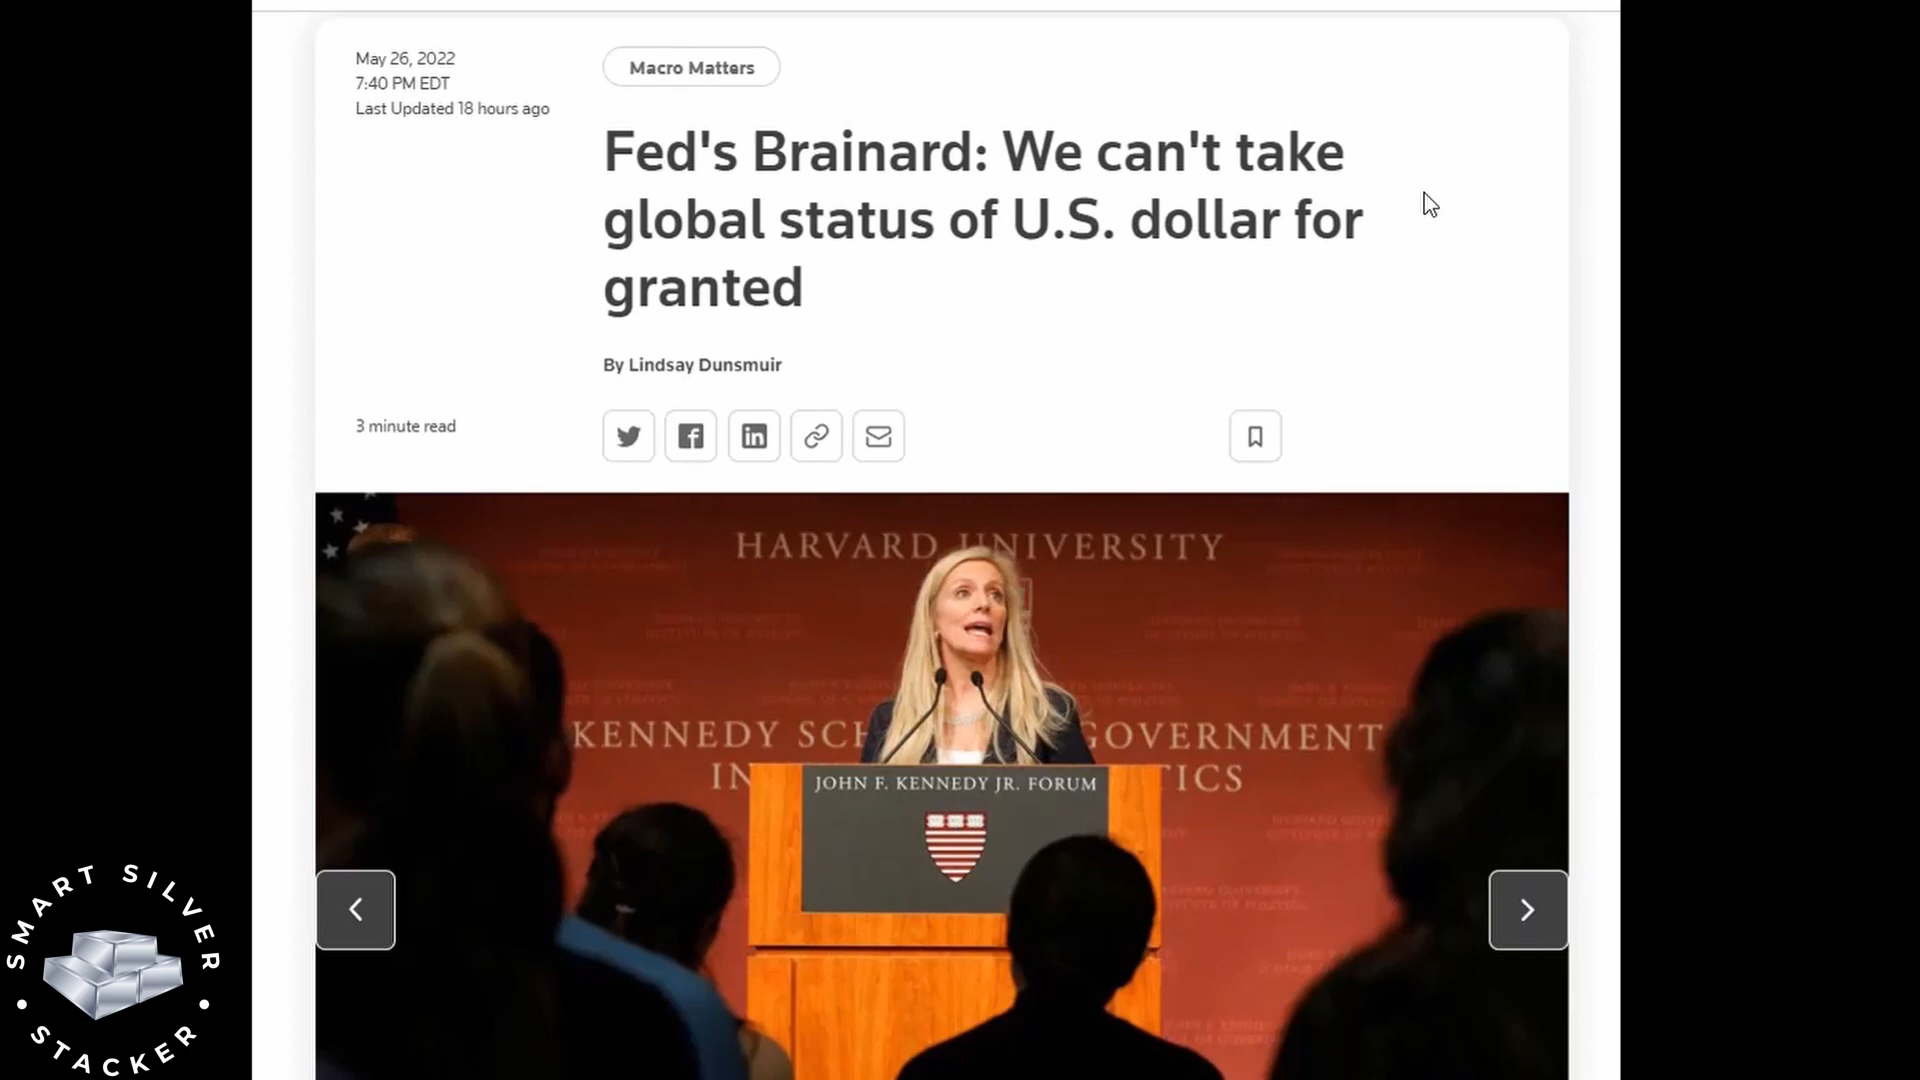 May 26, 2022
7:40 PM EDT
Last Updated 18 hours ago
Macro Matters
Fed's Brainard: We can't take
global status of U.S. dollar for
granted
By Lindsay Dunsmuir
3 minute read
HARVARD UNIVERSITY
KENNEDY SCH GOVERNMENT
IN TICS
JOHN F. KENNEDY JR. FORUM
SMART SILVER
STACKER